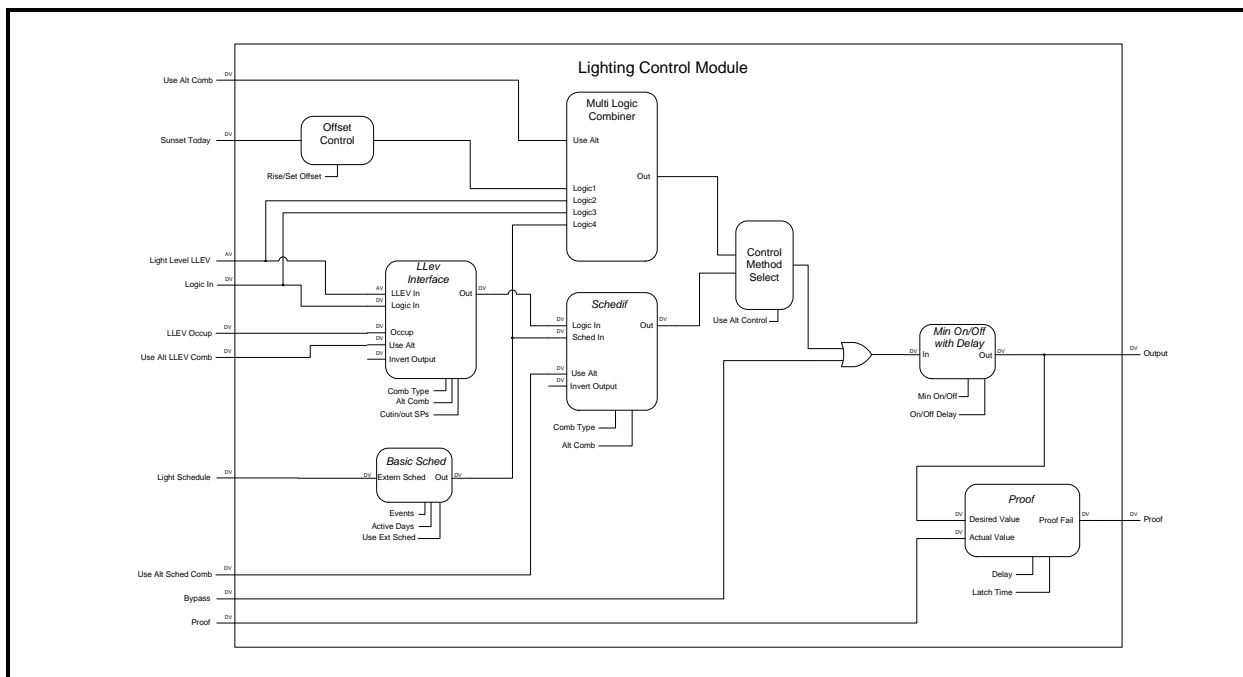 Lighting Control Module
DV
Use Alt Comb
Multi Logic
Combiner
Use Alt
Out
Logic1
Logic2
Logic3
Logic4
DV
Sunset Today
Offset
Control
Rise/Set Offset
AV
Light Level LLEV
DV
Logic In
DV
LLEV Occup
DV
Use Alt LLEV Comb
LLev
Interface
AV
LLEV In
Out
DV
DV
Logic In
DV
Occup
DV
Use Alt
DV
Invert Output
Comb Type
Alt Comb
Cutin/out SPs
Schedif
DV
Logic In
Out
DV
DV
Sched In
DV
Use Alt
DV
Invert Output
Comb Type
Alt Comb
Control
Method
Select
Use Alt Control
Min On/Off
with Delay
DV
In
Out
DV
Min On/Off
On/Off Delay
DV
Output
DV
Light Schedule
Basic Sched
DV
Extern Sched
Out
DV
Events
Active Days
Use Ext Sched
Proof
DV
Desired Value
Proof Fail
DV
DV
Actual Value
Delay
Latch Time
DV
Proof
DV
Use Alt Sched Comb
DV
Bypass
DV
Proof